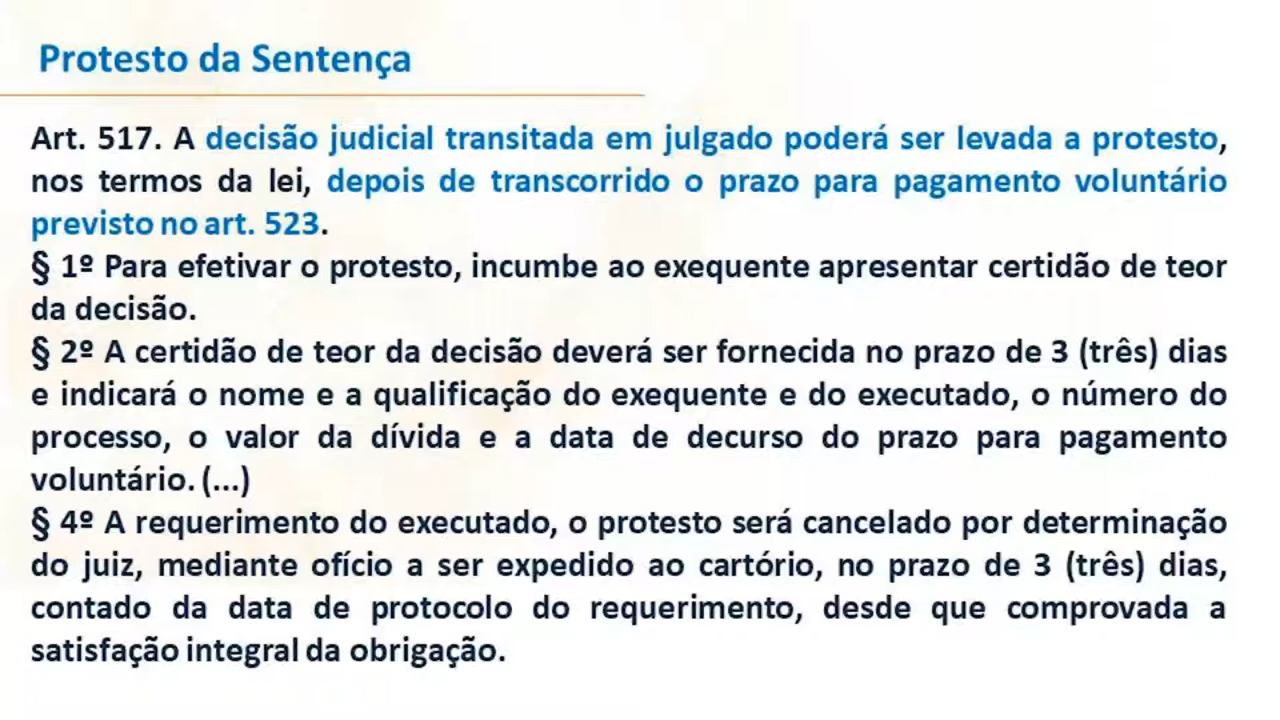 Protesto da Sentença
Art. 517. A decisão judicial transitada em julgado poderá ser levada a protesto,
nos termos da lei, depois de transcorrido o prazo para pagamento voluntário
previsto no art. 523.
§ 1º Para efetivar o protesto, incumbe ao exequente apresentar certidão de teor
da decisão.
§ 2º A certidão de teor da decisão deverá ser fornecida no prazo de 3 (três) dias
e indicará o nome e a qualificação do exequente e do executado, o número do
processo, o valor da dívida e a data de decurso do prazo para pagamento
voluntário. (...)
§ 4º A requerimento do executado, o protesto será cancelado por determinação
do juiz, mediante ofício a ser expedido ao cartório, no prazo de 3 (três) dias,
contado da data de protocolo do requerimento, desde que comprovada a
satisfação integral da obrigação.